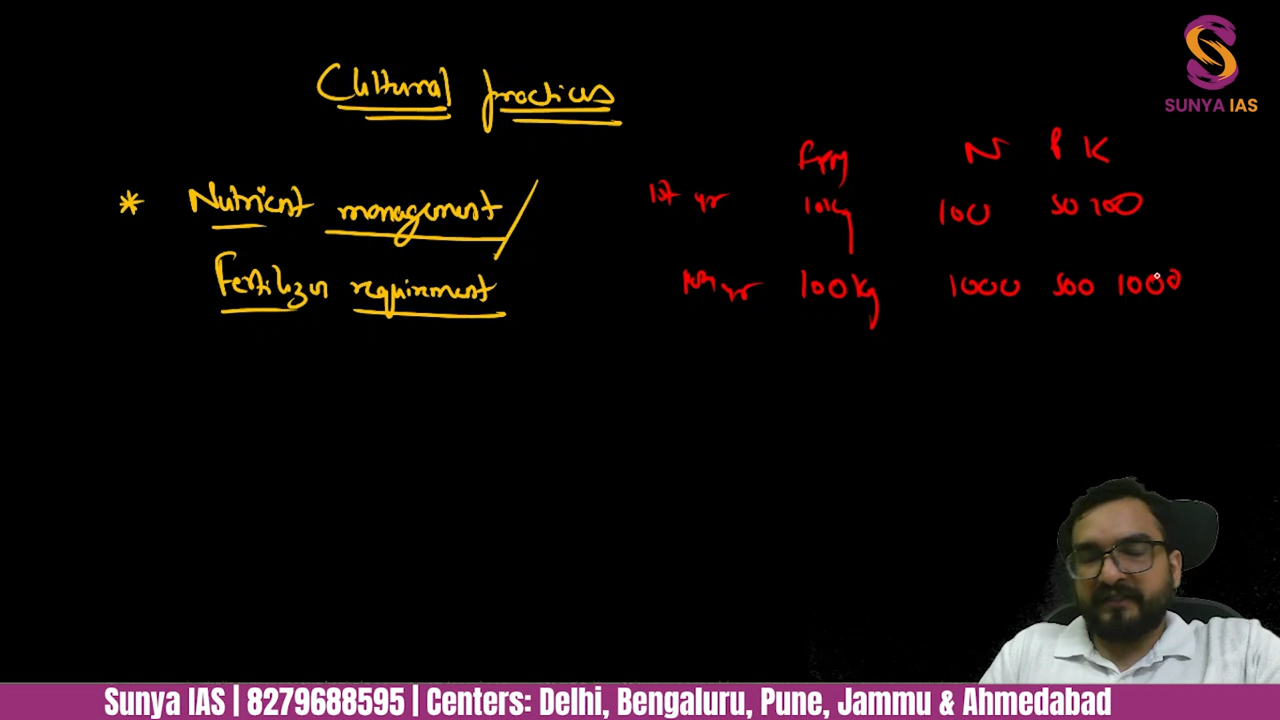 SUNYA IAS
Cultural practices
FYM N P K
* Nutrient management /
1st yr 10kg 100 50 100
Fertilizer requirement
10th yr 100kg 1000 500 1000
Sunya IAS | 8279688595 | Centers: Delhi, Bengaluru, Pune, Jammu & Ahmedabad